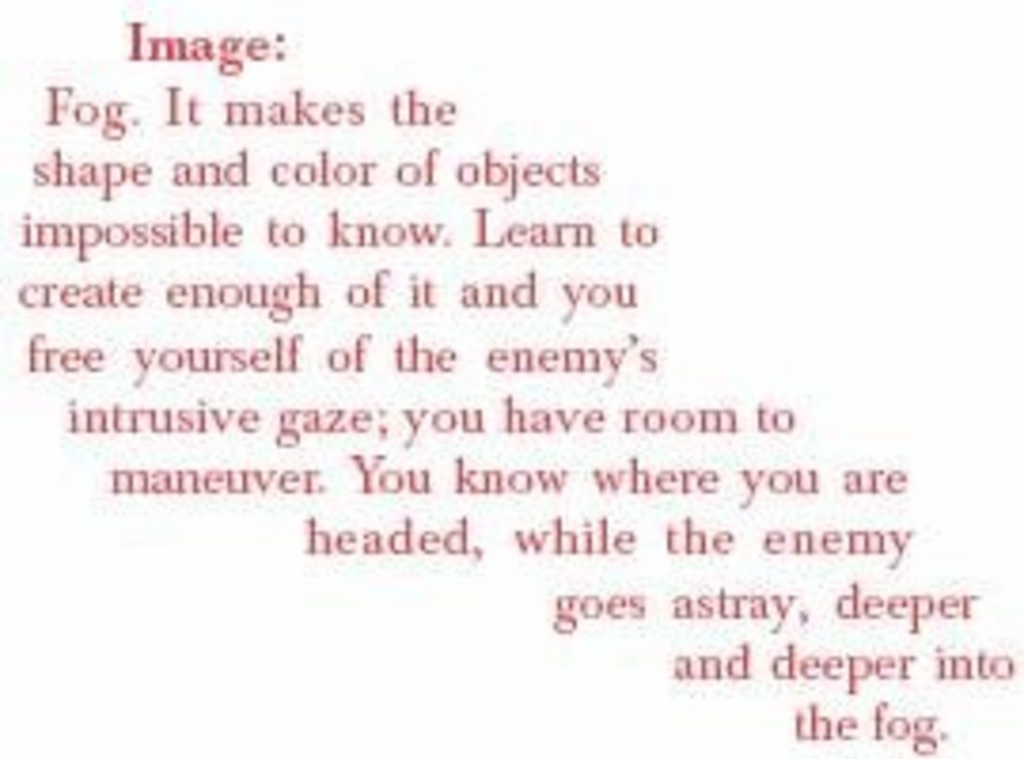 Image:
Fog. It makes the
shape and color of objects
impossible to know. Learn to
create enough of it and you
free yourself of the enemy's
intrusive gaze; you have room to
maneuver. You know where you are
headed, while the enemy
goes astray, deeper
and deeper into
the fog.